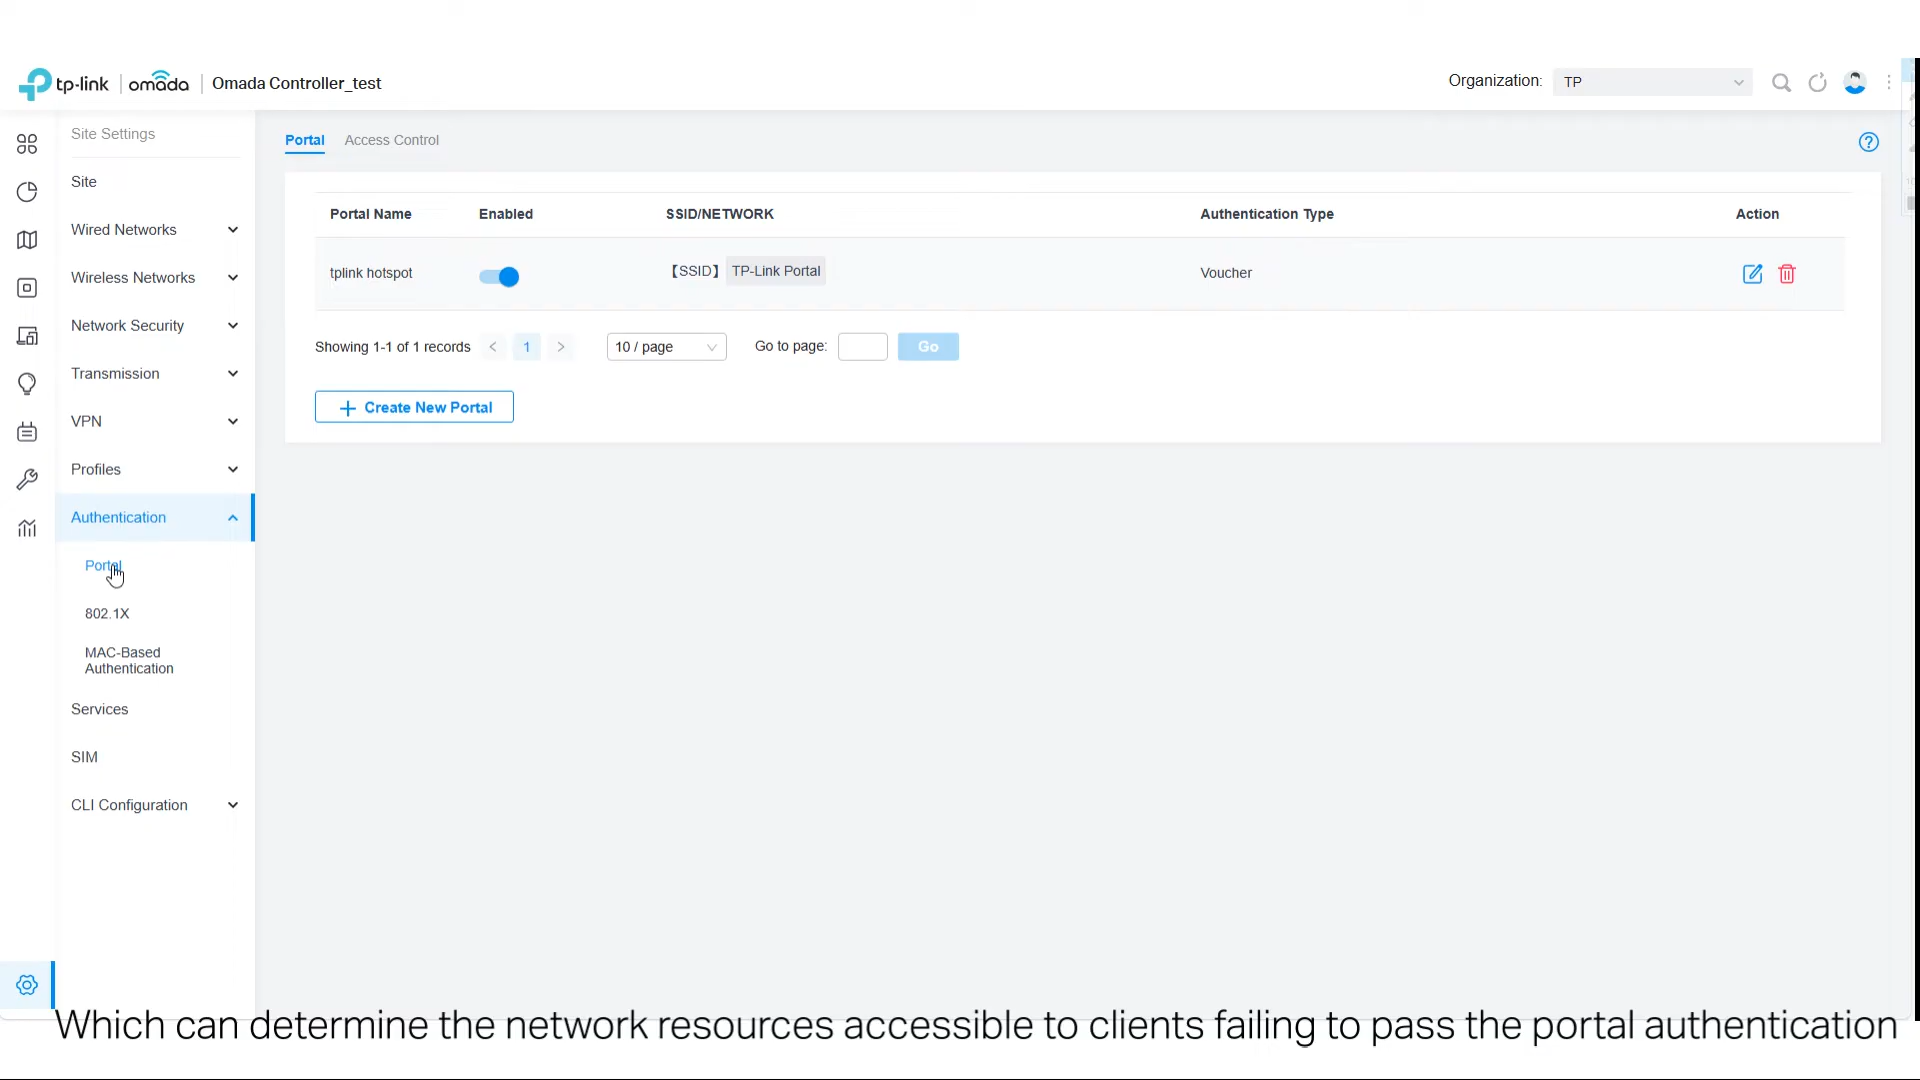 tp-link | omada | Omada Controller_test
Organization: TP
Site Settings
Site
Wired Networks
Wireless Networks
Network Security
Transmission
VPN
Profiles
Authentication
Portal
802.1X
MAC-Based
Authentication
Services
SIM
CLI Configuration
Portal Access Control
Portal Name Enabled SSID/NETWORK Authentication Type Action
tplink hotspot 【SSID】 TP-Link Portal Voucher
Showing 1-1 of 1 records < 1 > 10 / page Go to page: Go
+ Create New Portal
Which can determine the network resources accessible to clients failing to pass the portal authentication